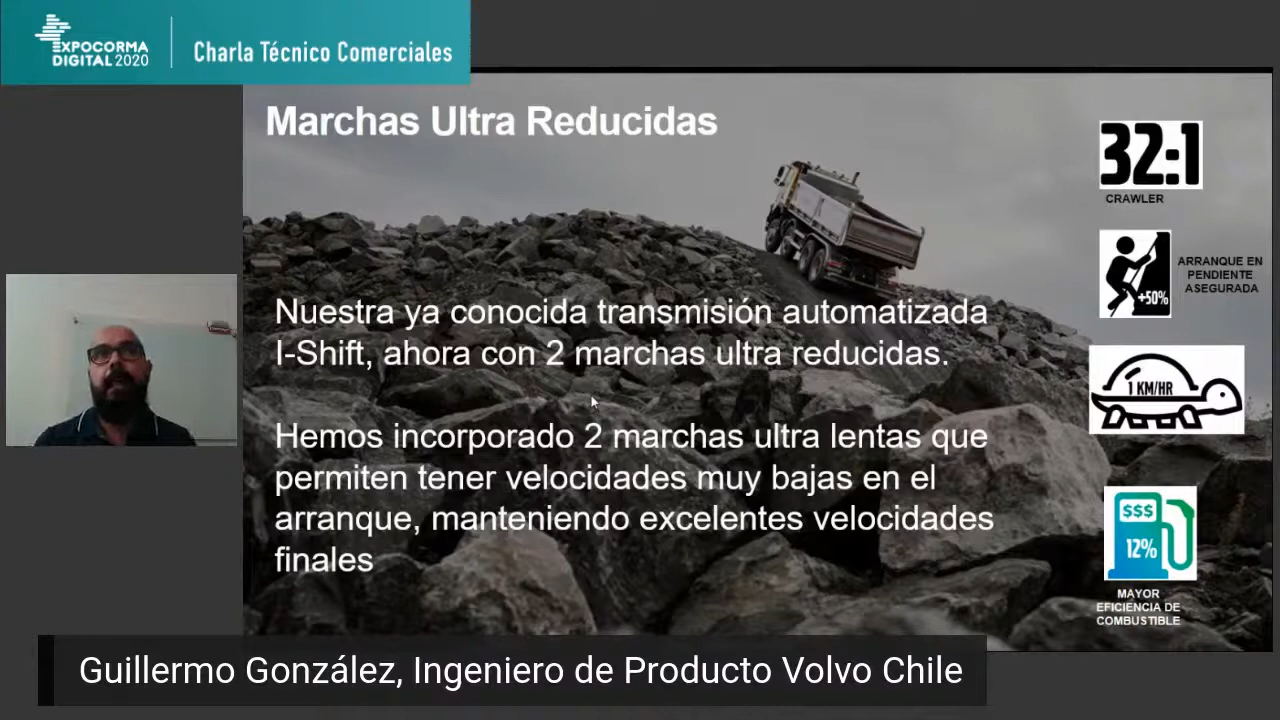 EXPOCORMA
DIGITAL 2020
Charla Técnico Comerciales
Marchas Ultra Reducidas
32:1
CRAWLER
+50%
ARRANQUE EN
PENDIENTE
ASEGURADA
Nuestra ya conocida transmisión automatizada
I-Shift, ahora con 2 marchas ultra reducidas.
1 KM/HR
Hemos incorporado 2 marchas ultra lentas que
permiten tener velocidades muy bajas en el
arranque, manteniendo excelentes velocidades
finales
$$$
12%
MAYOR
EFICIENCIA DE
COMBUSTIBLE
Guillermo González, Ingeniero de Producto Volvo Chile